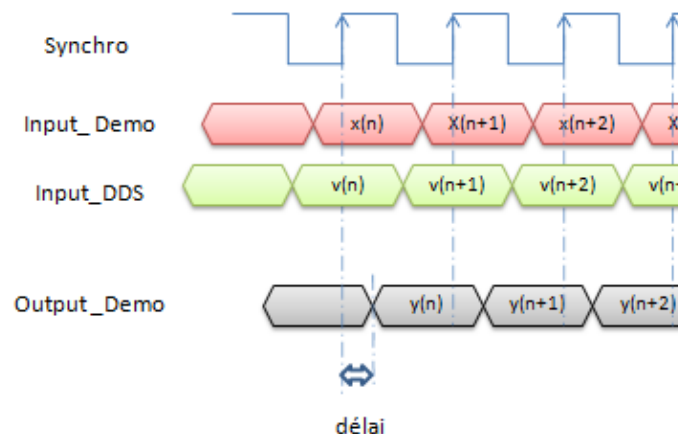 Synchro
Input_ Demo
x(n) X(n+1) x(n+2) X
Input_DDS
v(n) v(n+1) v(n+2) v(n+
Output_Demo
y(n) y(n+1) y(n+2)
délai